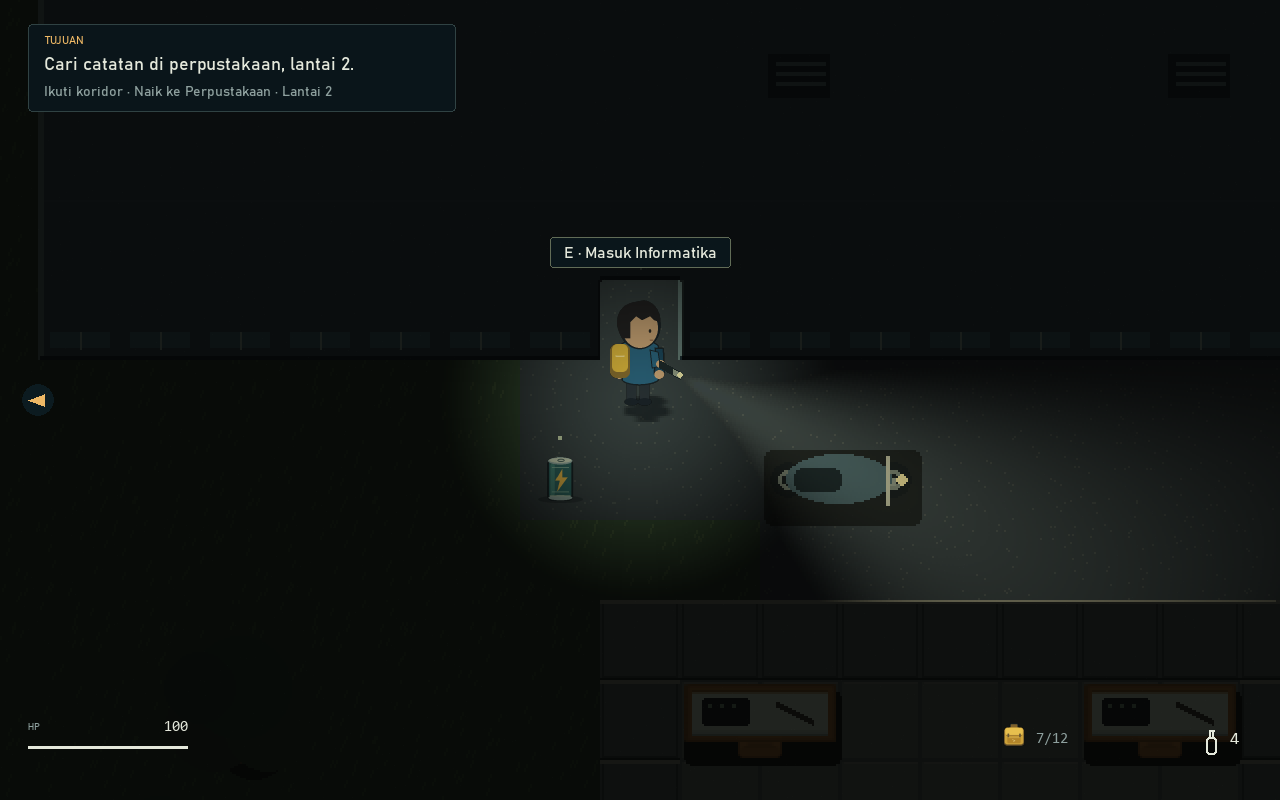 TUJUAN
Cari catatan di perpustakaan, lantai 2.
Ikuti koridor · Naik ke Perpustakaan · Lantai 2
E · Masuk Informatika
HP 100
7/12
4